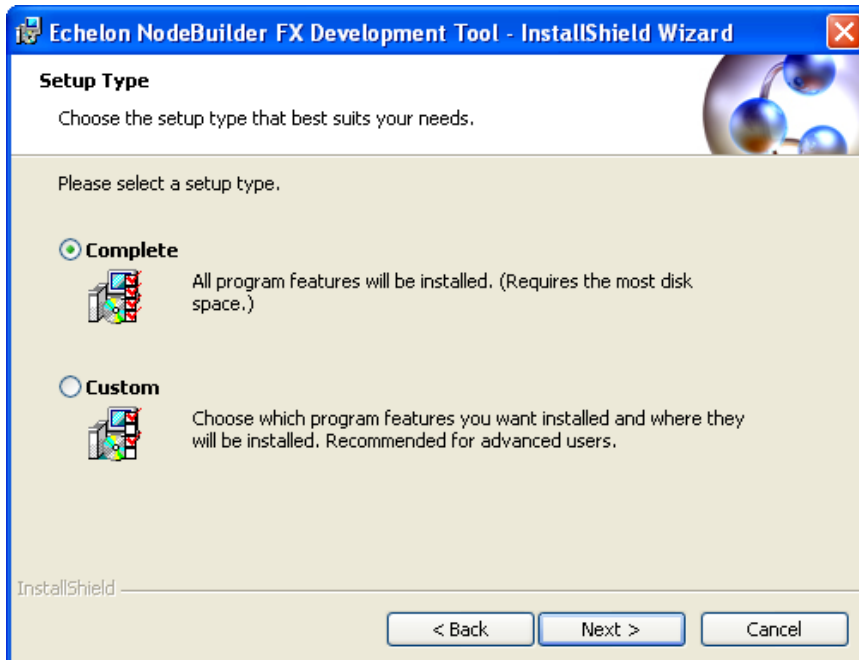 Echelon NodeBuilder FX Development Tool - InstallShield Wizard
Setup Type
Choose the setup type that best suits your needs.
Please select a setup type.
Complete
All program features will be installed. (Requires the most disk
space.)
Custom
Choose which program features you want installed and where they
will be installed. Recommended for advanced users.
InstallShield
< Back
Next >
Cancel